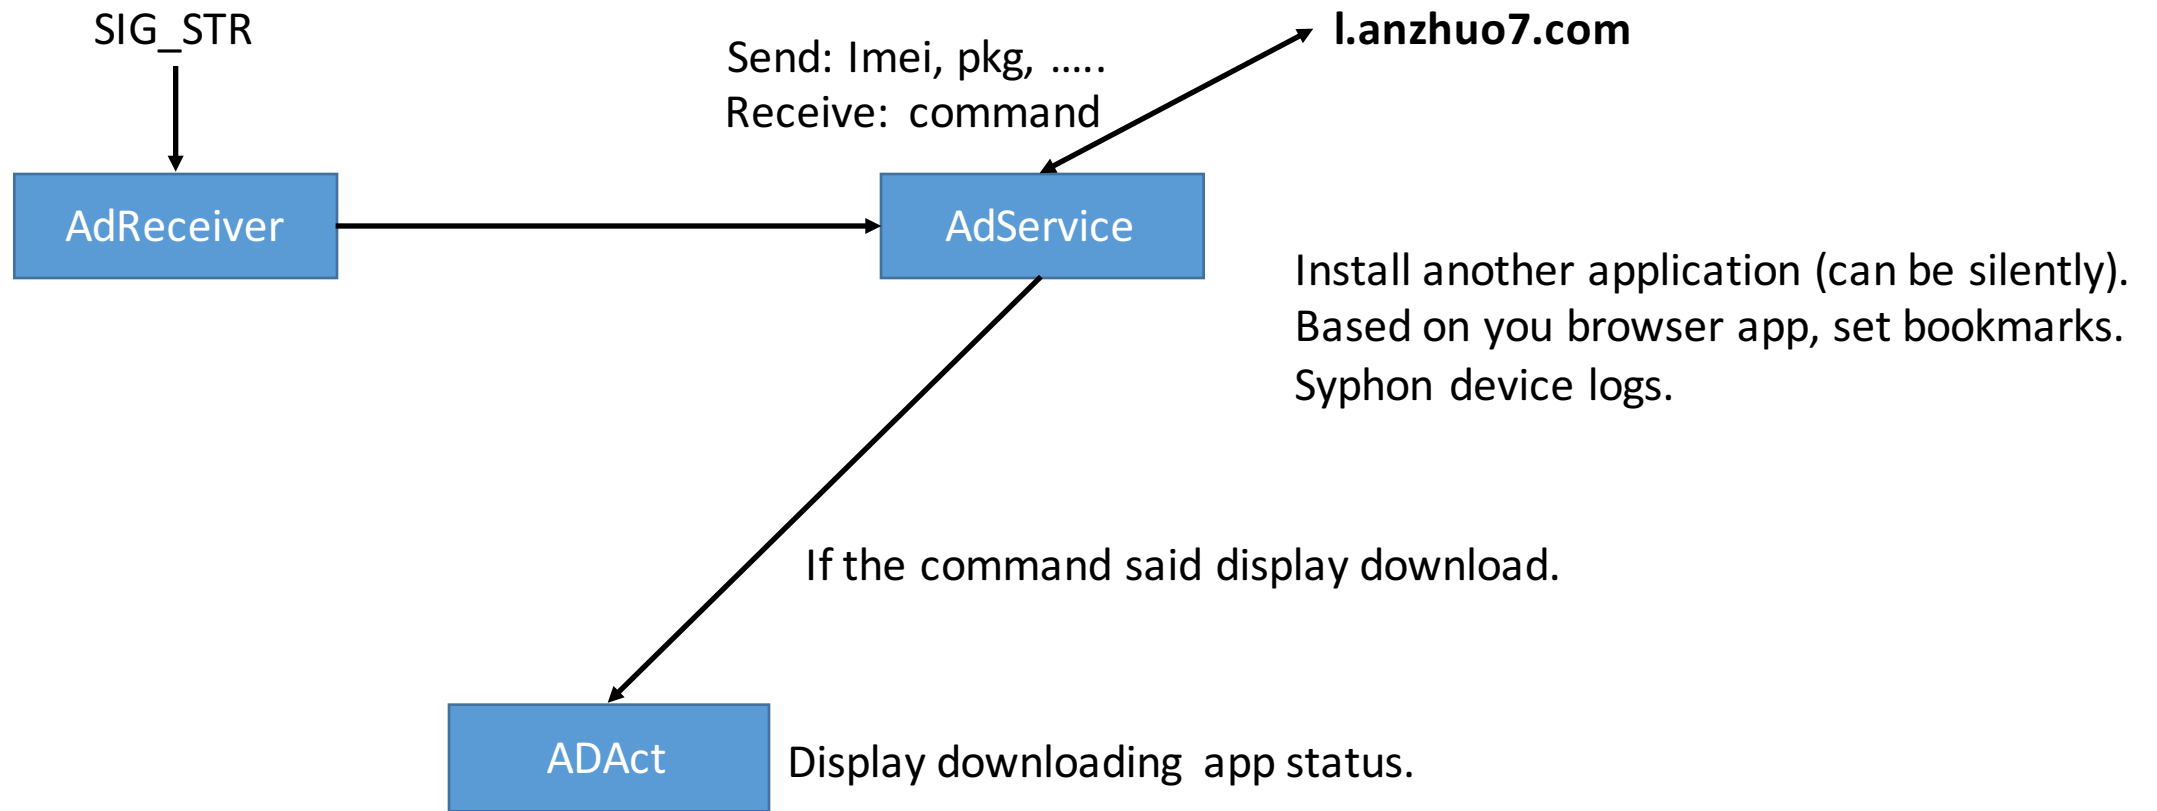 SIG_STR
Send: Imei, pkg, .....
Receive: command
l.anzhuo7.com
AdReceiver
AdService
Install another application (can be silently).
Based on you browser app, set bookmarks.
Syphon device logs.
If the command said display download.
ADAct
Display downloading app status.